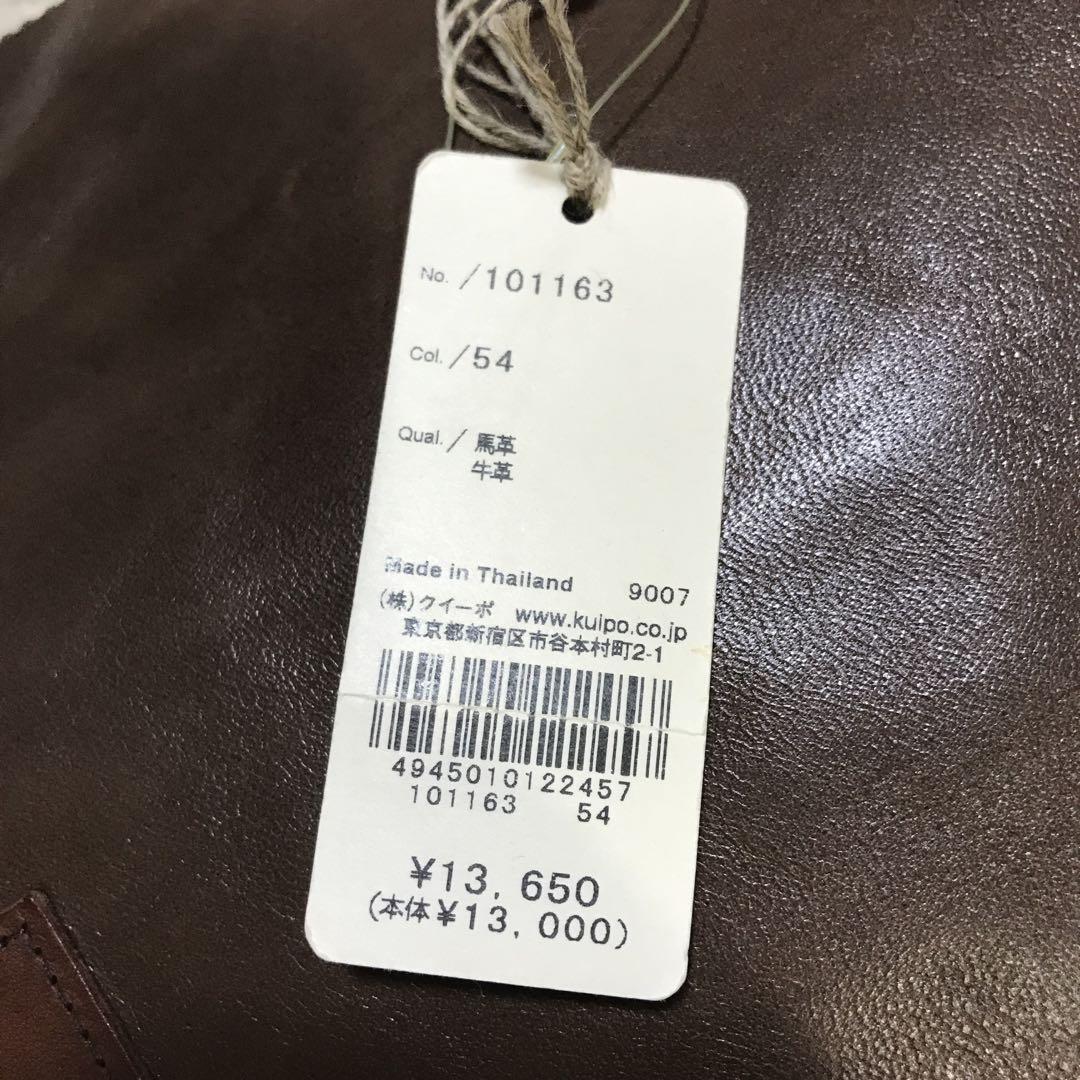 No. /101163
Col. /54
Qual. / 馬革
牛革
Made in Thailand 9007
(株)クイーポ www.kuipo.co.jp
東京都新宿区市谷本村町2-1
4945010122457
101163 54
¥13,650
(本体¥13,000)